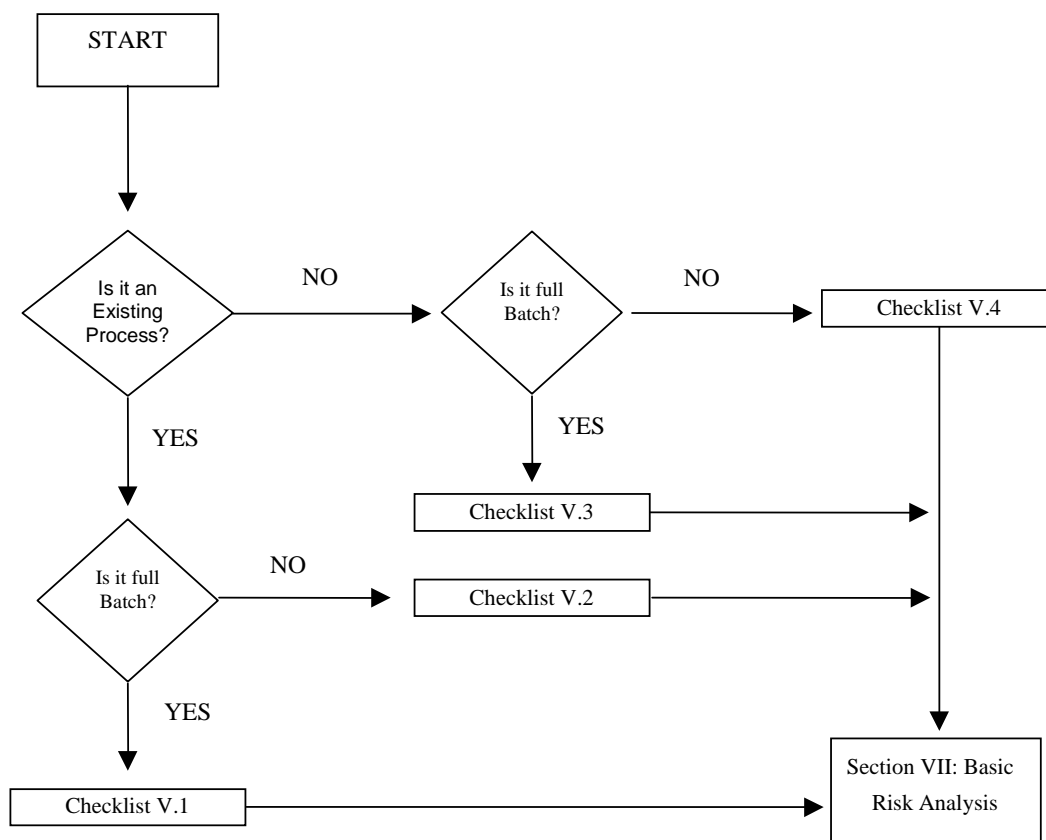 START
Is it an
Existing
Process?
NO
Is it full
Batch?
NO
Checklist V.4
YES
YES
Checklist V.3
Is it full
Batch?
NO
Checklist V.2
YES
Section VII: Basic
Risk Analysis
Checklist V.1